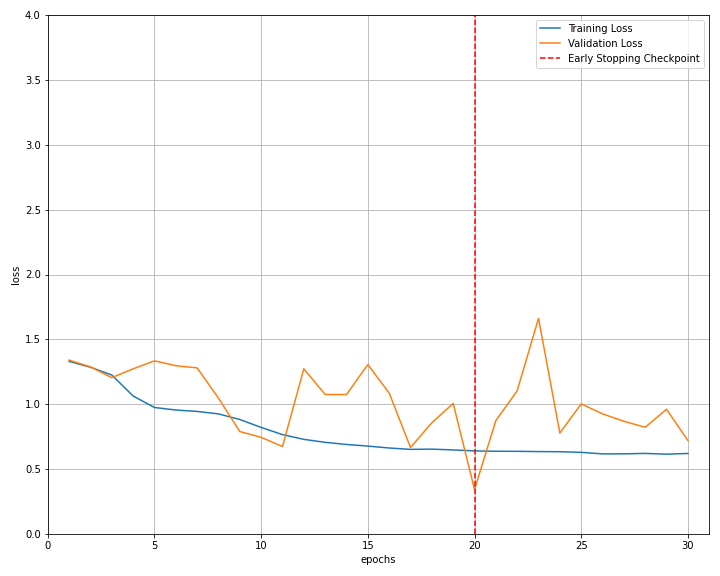 4.0
3.5
3.0
2.5
2.0
1.5
1.0
0.5
0.0
loss
0 5 10 15 20 25 30
epochs
Training Loss
Validation Loss
Early Stopping Checkpoint